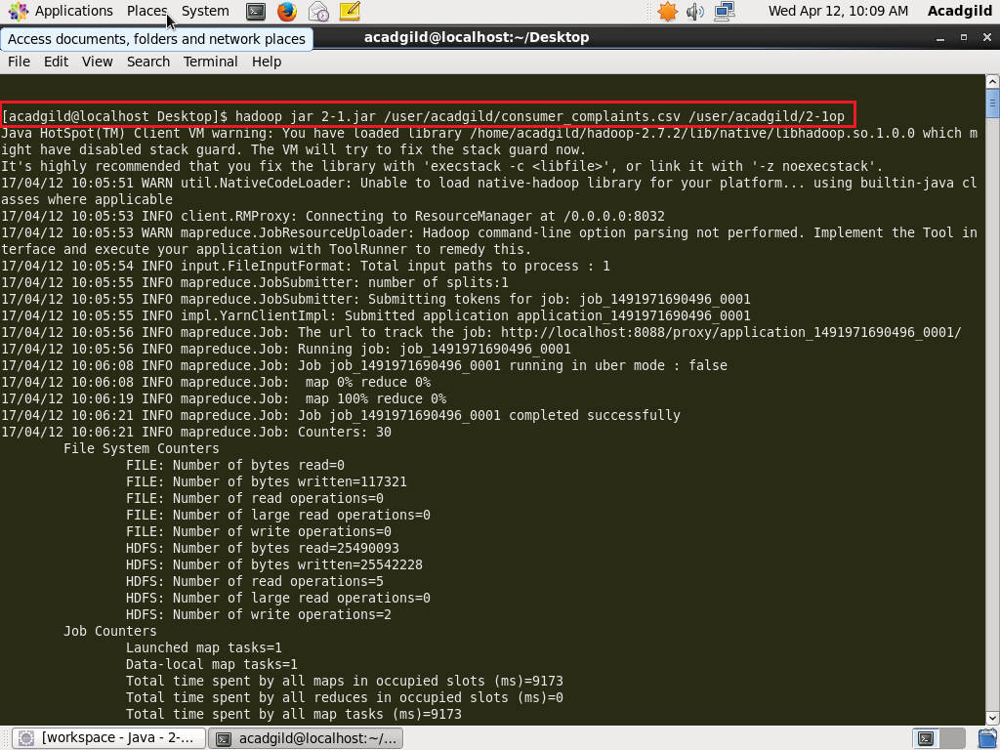 Applications Places System Wed Apr 12, 10:09 AM Acadgild
Access documents, folders and network places
acadgild@localhost:~/Desktop
File Edit View Search Terminal Help
[acadgild@localhost Desktop]$ hadoop jar 2-1.jar /user/acadgild/consumer_complaints.csv /user/acadgild/2-1op
Java HotSpot(TM) Client VM warning: You have loaded library /home/acadgild/hadoop-2.7.2/lib/native/libhadoop.so.1.0.0 which m
ight have disabled stack guard. The VM will try to fix the stack guard now.
It's highly recommended that you fix the library with 'execstack -c <libfile>', or link it with '-z noexecstack'.
17/04/12 10:05:51 WARN util.NativeCodeLoader: Unable to load native-hadoop library for your platform... using builtin-java cl
asses where applicable
17/04/12 10:05:53 INFO client.RMProxy: Connecting to ResourceManager at /0.0.0.0:8032
17/04/12 10:05:53 WARN mapreduce.JobResourceUploader: Hadoop command-line option parsing not performed. Implement the Tool in
terface and execute your application with ToolRunner to remedy this.
17/04/12 10:05:54 INFO input.FileInputFormat: Total input paths to process : 1
17/04/12 10:05:55 INFO mapreduce.JobSubmitter: number of splits:1
17/04/12 10:05:55 INFO mapreduce.JobSubmitter: Submitting tokens for job: job_1491971690496_0001
17/04/12 10:05:55 INFO impl.YarnClientImpl: Submitted application application_1491971690496_0001
17/04/12 10:05:56 INFO mapreduce.Job: The url to track the job: http://localhost:8088/proxy/application_1491971690496_0001/
17/04/12 10:05:56 INFO mapreduce.Job: Running job: job_1491971690496_0001
17/04/12 10:06:08 INFO mapreduce.Job: Job job_1491971690496_0001 running in uber mode : false
17/04/12 10:06:08 INFO mapreduce.Job:  map 0% reduce 0%
17/04/12 10:06:19 INFO mapreduce.Job:  map 100% reduce 0%
17/04/12 10:06:21 INFO mapreduce.Job: Job job_1491971690496_0001 completed successfully
17/04/12 10:06:21 INFO mapreduce.Job: Counters: 30
File System Counters
FILE: Number of bytes read=0
FILE: Number of bytes written=117321
FILE: Number of read operations=0
FILE: Number of large read operations=0
FILE: Number of write operations=0
HDFS: Number of bytes read=25490093
HDFS: Number of bytes written=25542228
HDFS: Number of read operations=5
HDFS: Number of large read operations=0
HDFS: Number of write operations=2
Job Counters
Launched map tasks=1
Data-local map tasks=1
Total time spent by all maps in occupied slots (ms)=9173
Total time spent by all reduces in occupied slots (ms)=0
Total time spent by all map tasks (ms)=9173
[workspace - Java - 2-... acadgild@localhost:~/...